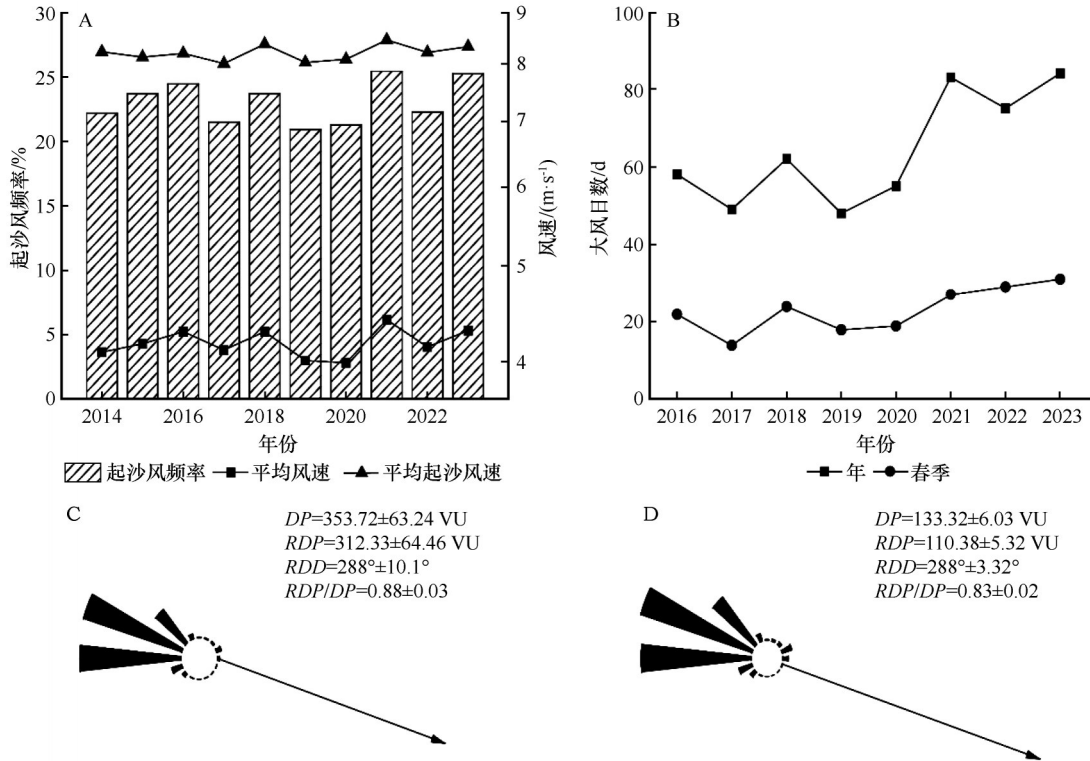 A
30
25
20
15
10
5
0
起沙风频率/%
9
8
7
6
5
4
风速/(m·s⁻¹)
2014 2016 2018 2020 2022
年份
起沙风频率 平均风速 平均起沙风速
B
100
80
60
40
20
0
大风日数/d
2016 2017 2018 2019 2020 2021 2022 2023
年份
年 春季
C
DP=353.72±63.24 VU
RDP=312.33±64.46 VU
RDD=288°±10.1°
RDP/DP=0.88±0.03
D
DP=133.32±6.03 VU
RDP=110.38±5.32 VU
RDD=288°±3.32°
RDP/DP=0.83±0.02